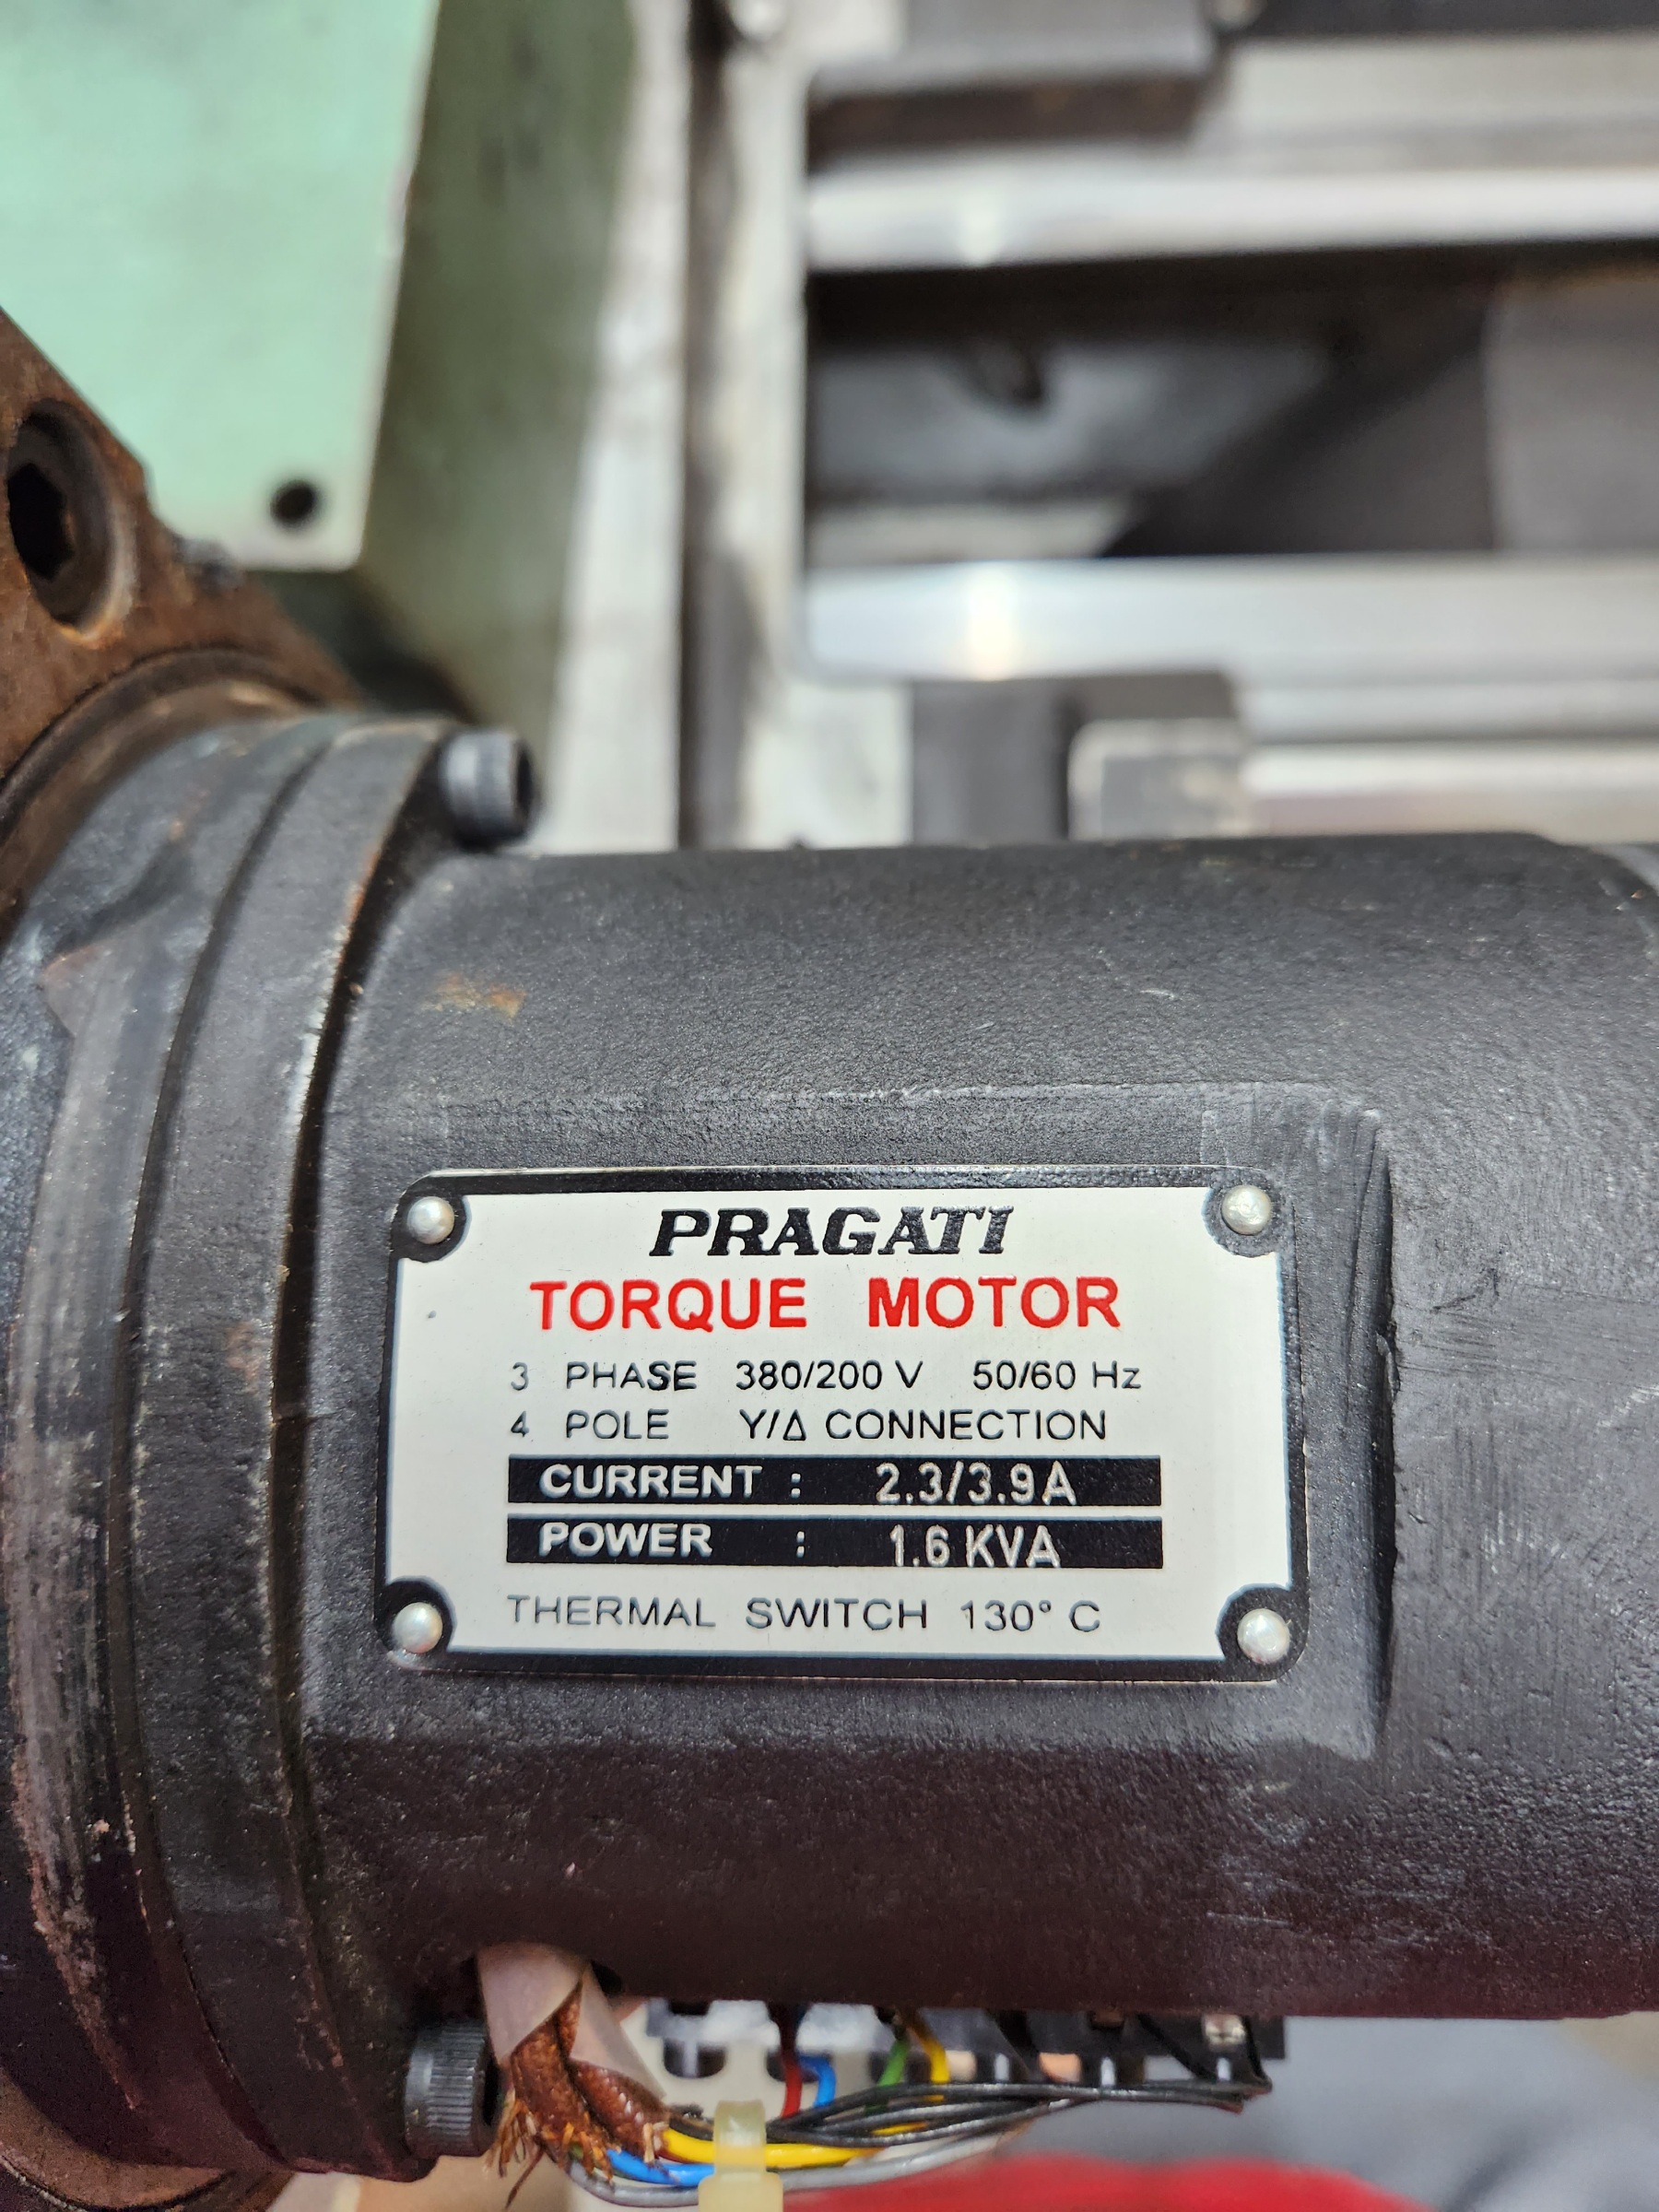 PRAGATI
TORQUE MOTOR
3 PHASE 380/200 V 50/60 Hz
4 POLE Y/Δ CONNECTION
CURRENT : 2.3/3.9 A
POWER : 1.6 KVA
THERMAL SWITCH 130° C